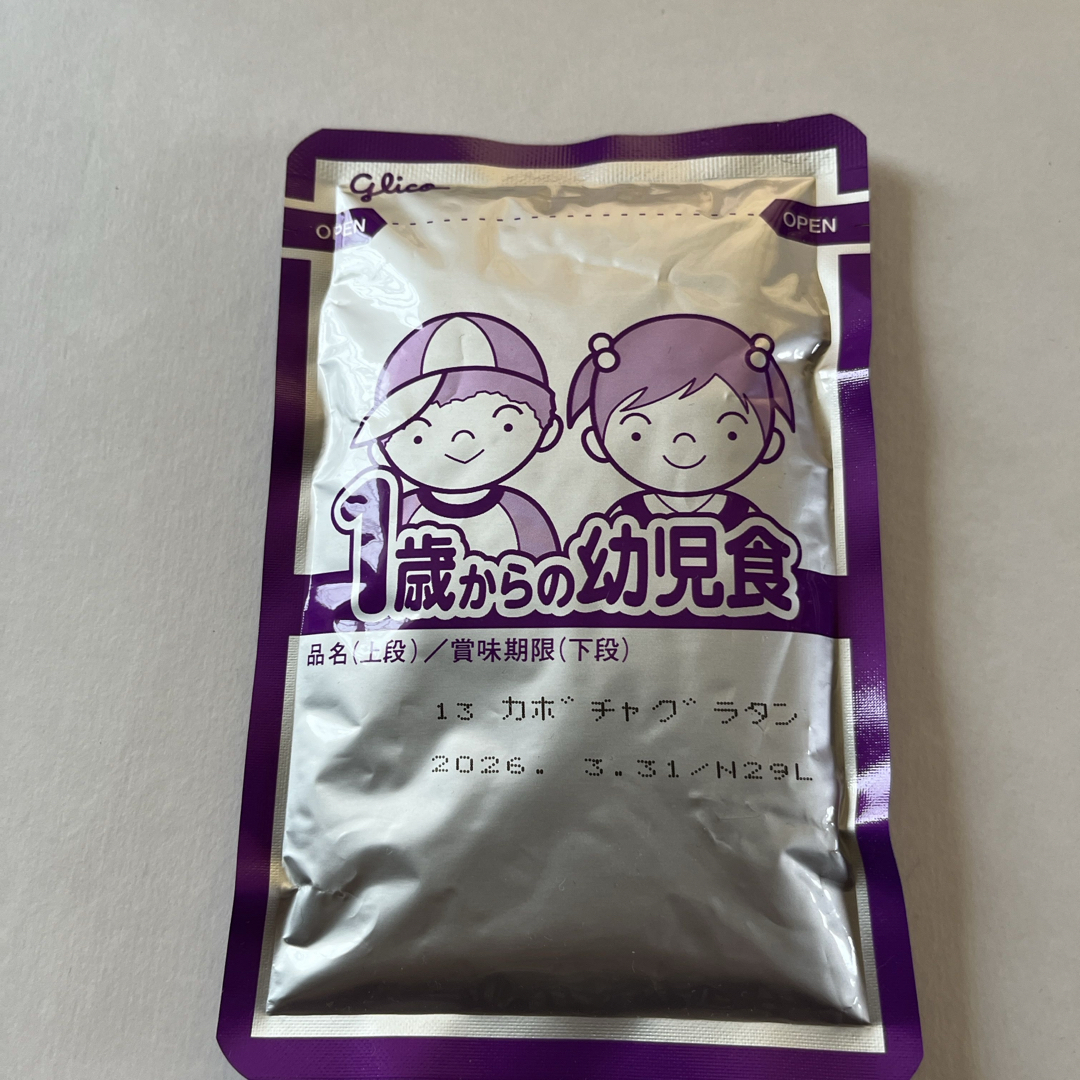 Glico
OPEN OPEN
1歳からの幼児食
品名(上段)／賞味期限(下段)
13 カボチャグラタン
2026. 3.31/N29L